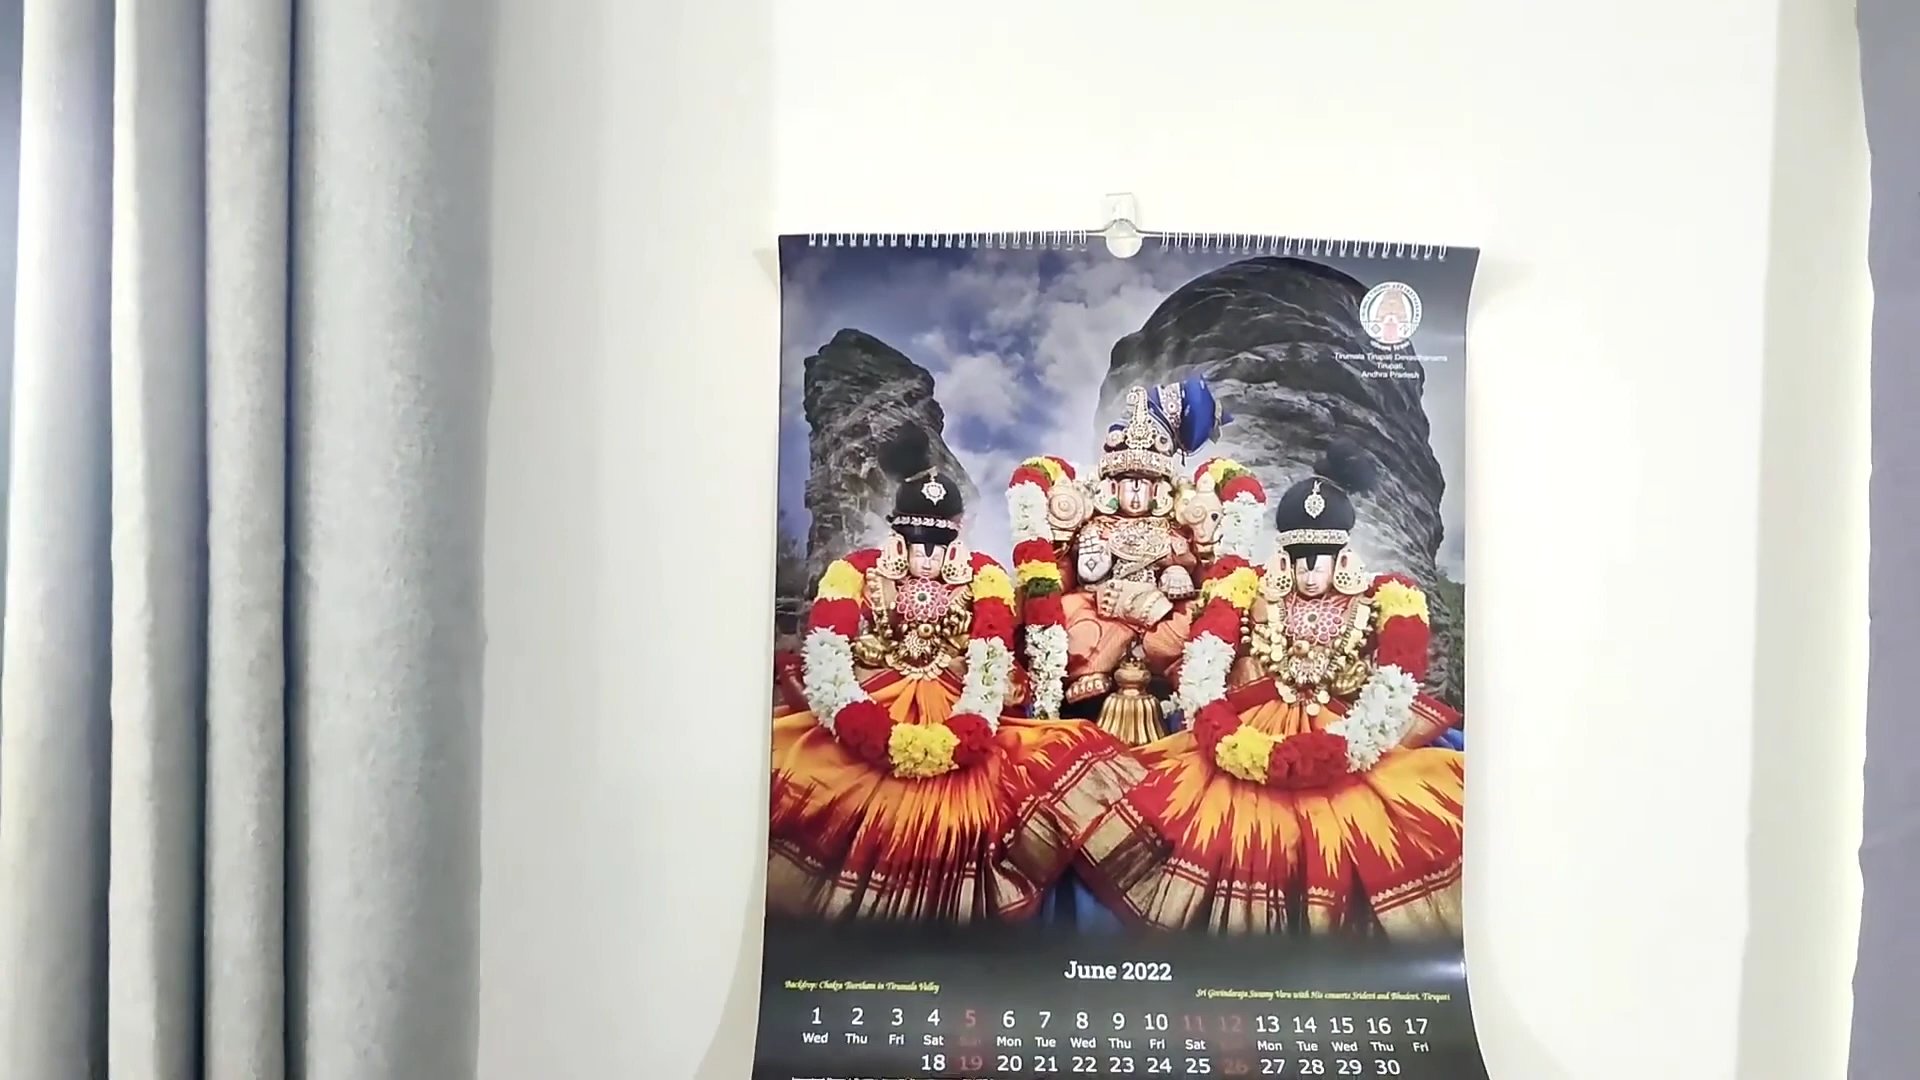 Tirumala Tirupati Devasthanams
Tirupati,
Andhra Pradesh
June 2022
Backdrop: Chakra Teertham in Tirumala Valley
Sri Govindaraja Swamy Varu with His consorts Sridevi and Bhudevi, Tirupati
1 2 3 4 5 6 7 8 9 10 11 12 13 14 15 16 17
Wed Thu Fri Sat Sun Mon Tue Wed Thu Fri Sat Mon Tue Wed Thu Fri
18 19 20 21 22 23 24 25 26 27 28 29 30